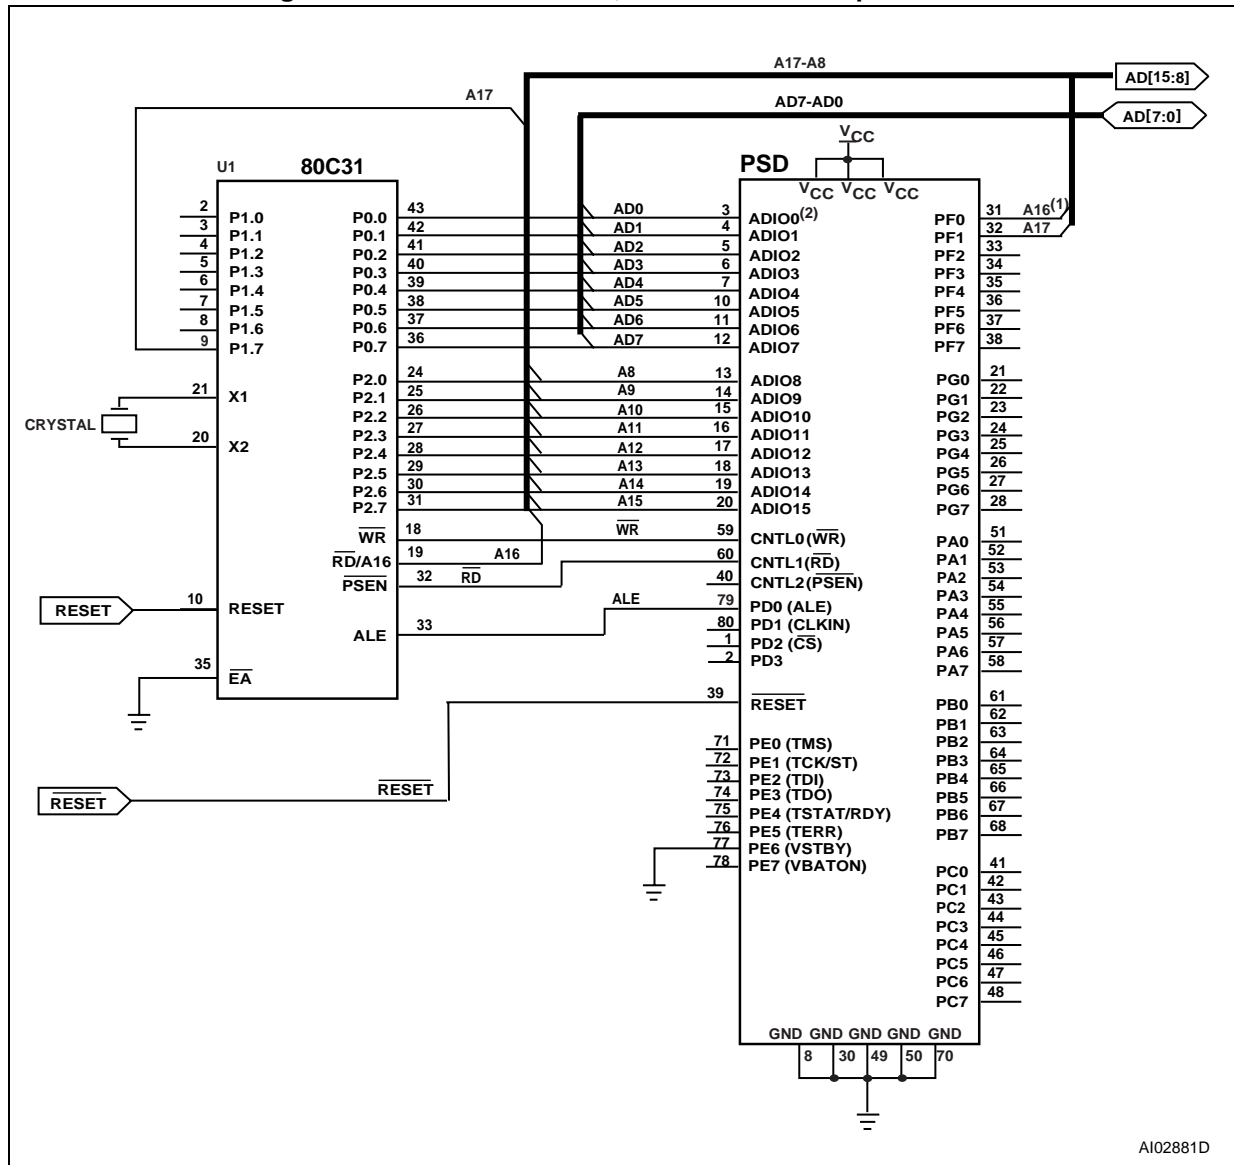 A17-A8
AD[15:8]
A17
AD7-AD0
AD[7:0]
VCC
U1
80C31
PSD
VCC VCC VCC
2 P1.0
3 P1.1
4 P1.2
5 P1.3
6 P1.4
7 P1.5
8 P1.6
9 P1.7
21 X1
CRYSTAL
20 X2
RESET
10 RESET
35 EA
P0.0 43
P0.1 42
P0.2 41
P0.3 40
P0.4 39
P0.5 38
P0.6 37
P0.7 36
P2.0 24
P2.1 25
P2.2 26
P2.3 27
P2.4 28
P2.5 29
P2.6 30
P2.7 31
WR 18
RD/A16 19 A16
PSEN 32 RD
ALE 33
AD0 3 ADIO0(2)
AD1 4 ADIO1
AD2 5 ADIO2
AD3 6 ADIO3
AD4 7 ADIO4
AD5 10 ADIO5
AD6 11 ADIO6
AD7 12 ADIO7
A8 13 ADIO8
A9 14 ADIO9
A10 15 ADIO10
A11 16 ADIO11
A12 17 ADIO12
A13 18 ADIO13
A14 19 ADIO14
A15 20 ADIO15
WR 59 CNTL0(WR)
60 CNTL1(RD)
40 CNTL2(PSEN)
ALE 79 PD0 (ALE)
80 PD1 (CLKIN)
1 PD2 (CS)
2 PD3
39 RESET
71 PE0 (TMS)
72 PE1 (TCK/ST)
73 PE2 (TDI)
74 PE3 (TDO)
75 PE4 (TSTAT/RDY)
76 PE5 (TERR)
77 PE6 (VSTBY)
78 PE7 (VBATON)
RESET
RESET
PF0 31 A16(1)
PF1 32 A17
PF2 33
PF3 34
PF4 35
PF5 36
PF6 37
PF7 38
PG0 21
PG1 22
PG2 23
PG3 24
PG4 25
PG5 26
PG6 27
PG7 28
PA0 51
PA1 52
PA2 53
PA3 54
PA4 55
PA5 56
PA6 57
PA7 58
PB0 61
PB1 62
PB2 63
PB3 64
PB4 65
PB5 66
PB6 67
PB7 68
PC0 41
PC1 42
PC2 43
PC3 44
PC4 45
PC5 46
PC6 47
PC7 48
GND GND GND GND GND
8 30 49 50 70
AI02881D